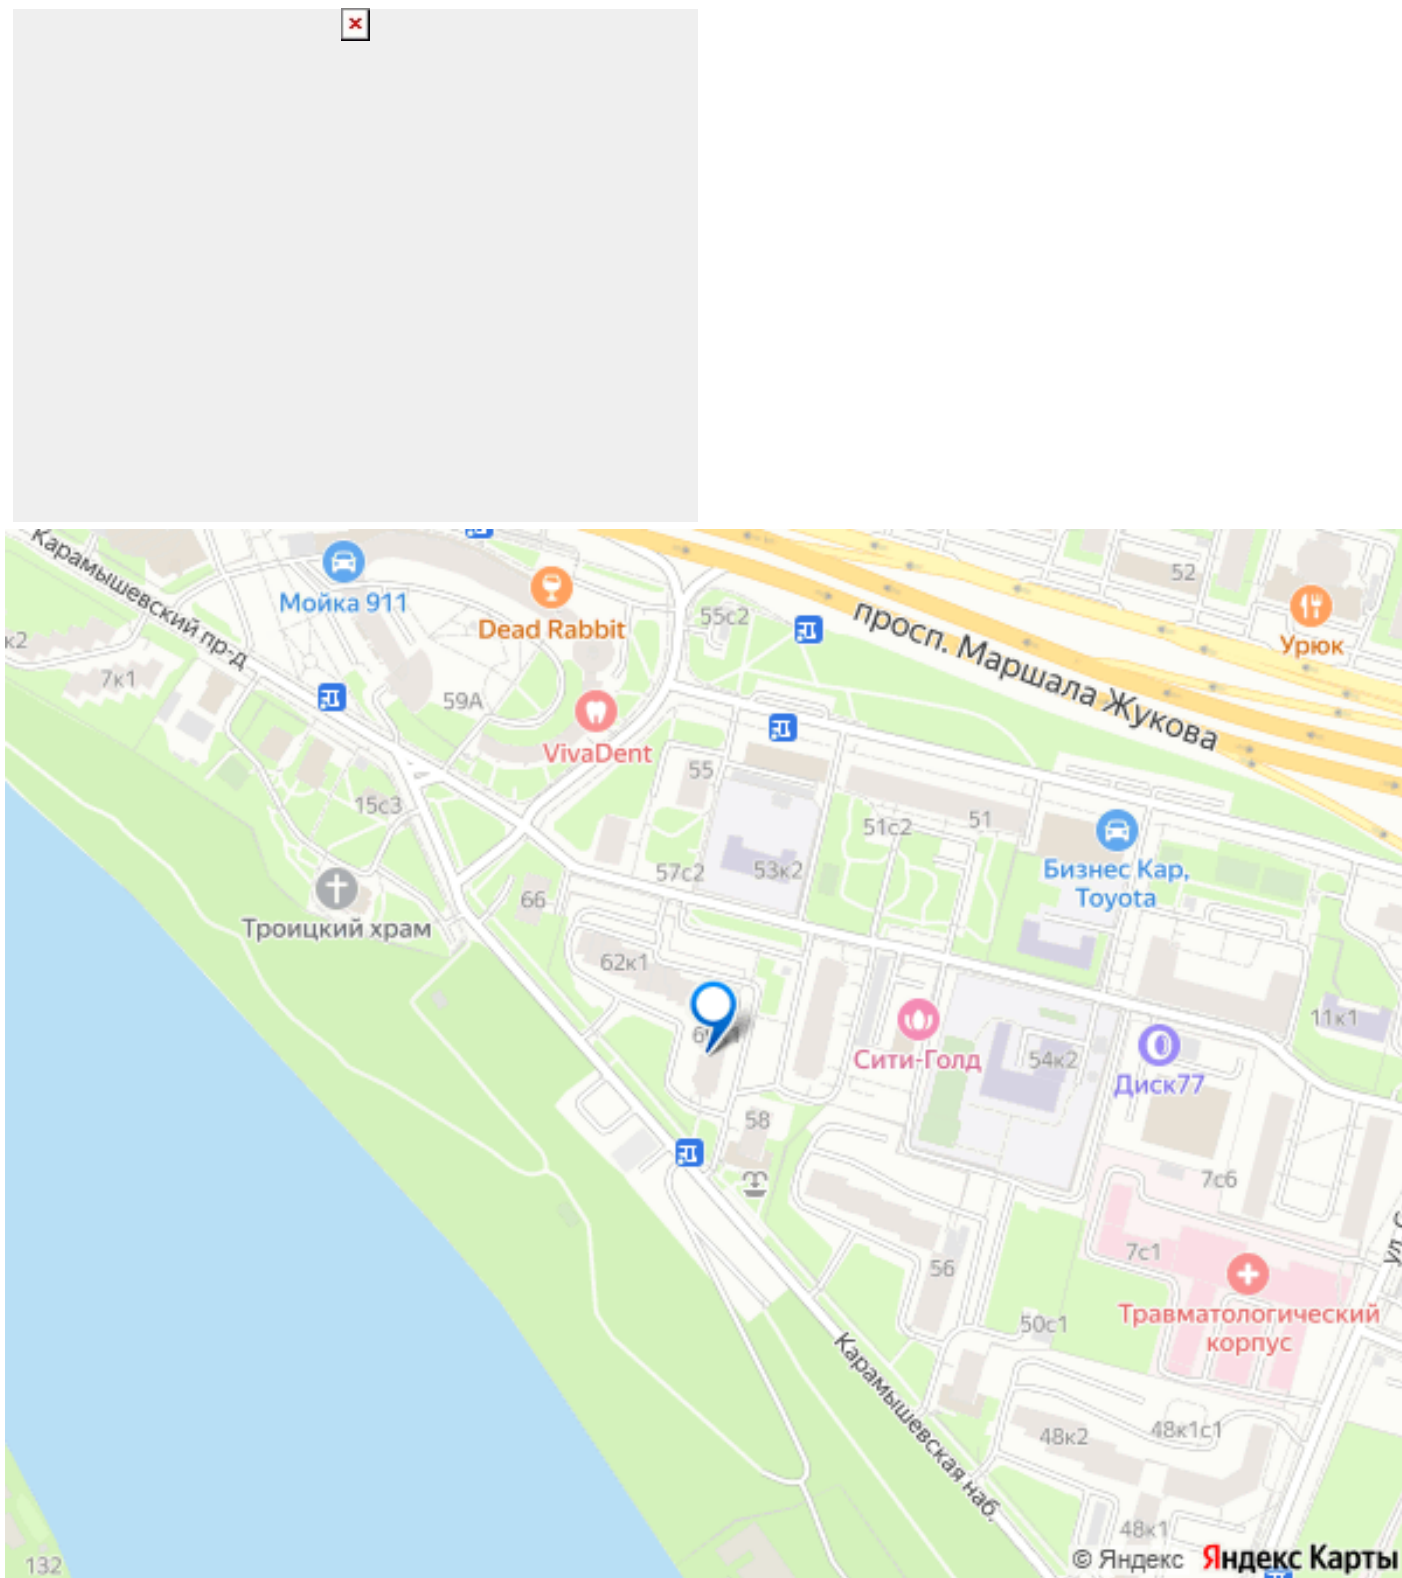 Карамышевский пр-д
Мойка 911
Dead Rabbit
55с2
просп. Маршала Жукова
52
Урюк
к2
7к1
59А
VivaDent
55
15с3
57с2
53к2
51с2
51
Бизнес Кар,
Toyota
66
Троицкий храм
62к1
Сити-Голд
54к2
Диск77
11к1
58
7с6
7с1
56
50с1
Травматологический
корпус
ул. С
Карамышевская наб.
48к2
48к1с1
48к1
132
© Яндекс Яндекс Карты